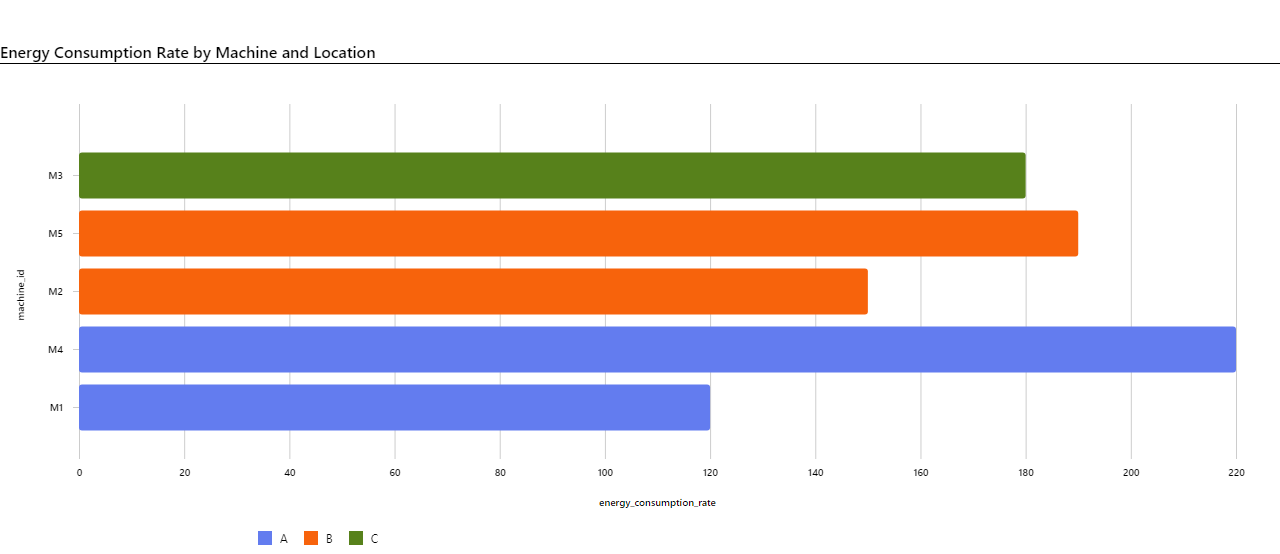 Energy Consumption Rate by Machine and Location
M3
M5
M2
M4
M1
machine_id
0 20 40 60 80 100 120 140 160 180 200 220
energy_consumption_rate
A B C